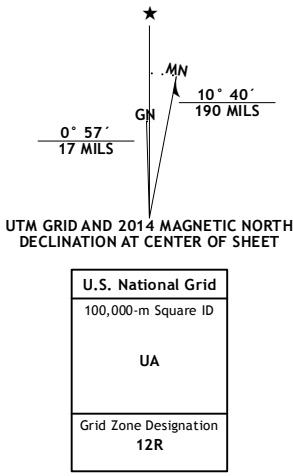 ★
MN
10° 40´
190 MILS
GN
0° 57´
17 MILS
UTM GRID AND 2014 MAGNETIC NORTH
DECLINATION AT CENTER OF SHEET
U.S. National Grid
100,000-m Square ID
UA
Grid Zone Designation
12R